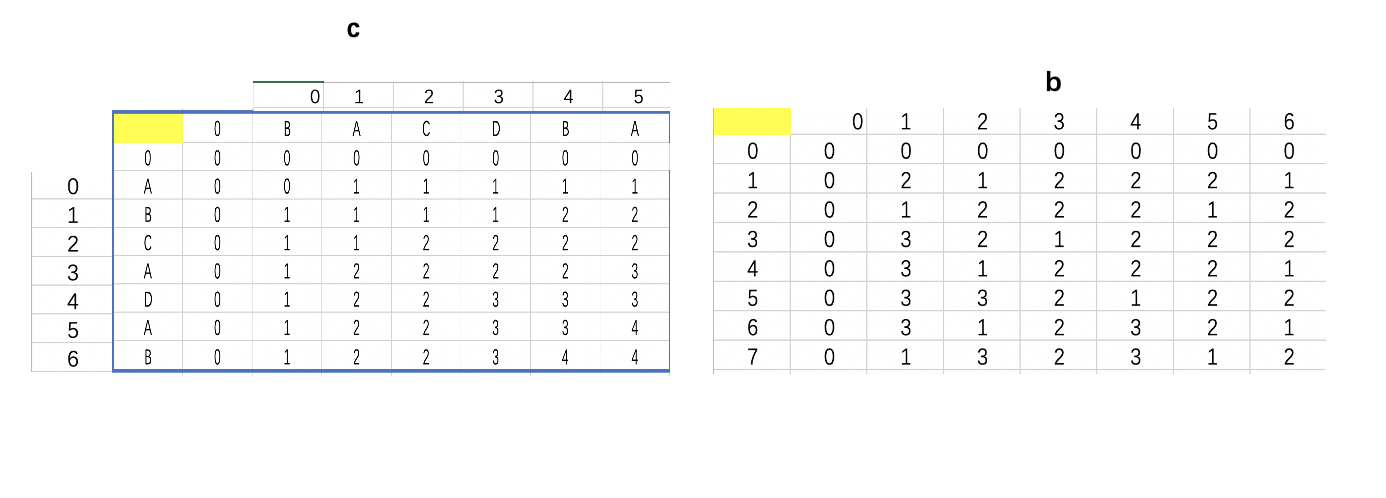 c
0 1 2 3 4 5
0 B A C D B A
0 0 0 0 0 0 0 0
0 A 0 0 1 1 1 1 1
1 B 0 1 1 1 1 2 2
2 C 0 1 1 2 2 2 2
3 A 0 1 2 2 2 2 3
4 D 0 1 2 2 3 3 3
5 A 0 1 2 2 3 3 4
6 B 0 1 2 2 3 4 4
b
0 1 2 3 4 5 6
0 0 0 0 0 0 0 0
1 0 2 1 2 2 2 1
2 0 1 2 2 2 1 2
3 0 3 2 1 2 2 2
4 0 3 1 2 2 2 1
5 0 3 3 2 1 2 2
6 0 3 1 2 3 2 1
7 0 1 3 2 3 1 2